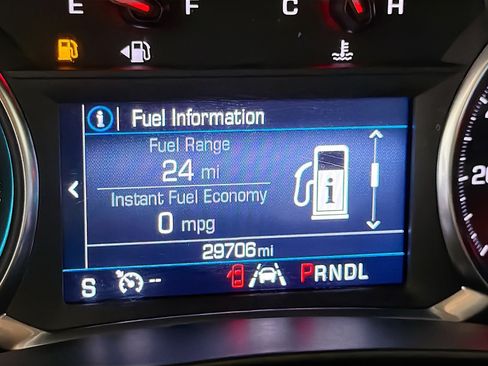 E F C H
i Fuel Information
Fuel Range
24 mi
Instant Fuel Economy
0 mpg
i
29706mi
S -- PRNDL